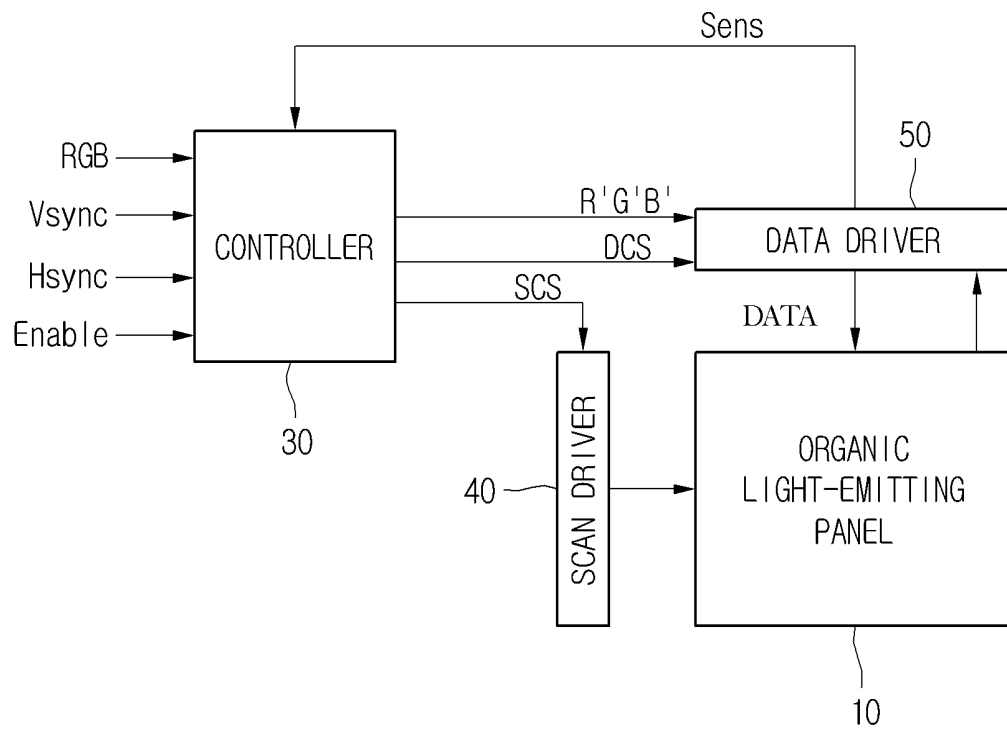 Sens
RGB
Vsync
Hsync
Enable
CONTROLLER
30
R'G'B'
DCS
SCS
50
DATA DRIVER
DATA
40
SCAN DRIVER
ORGANIC
LIGHT-EMITTING
PANEL
10